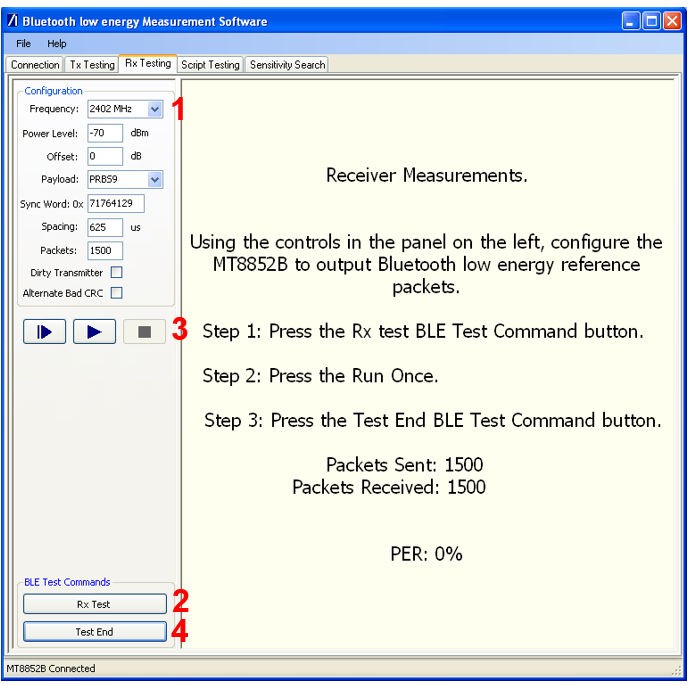 Bluetooth low energy Measurement Software
File Help
Connection Tx Testing Rx Testing Script Testing Sensitivity Search
Configuration
Frequency: 2402 MHz 1
Power Level: -70 dBm
Offset: 0 dB
Payload: PRBS9
Sync Word: 0x 71764129
Spacing: 625 us
Packets: 1500
Dirty Transmitter
Alternate Bad CRC
3
Receiver Measurements.
Using the controls in the panel on the left, configure the
MT8852B to output Bluetooth low energy reference
packets.
Step 1: Press the Rx test BLE Test Command button.
Step 2: Press the Run Once.
Step 3: Press the Test End BLE Test Command button.
Packets Sent: 1500
Packets Received: 1500
PER: 0%
BLE Test Commands
Rx Test 2
Test End 4
MT8852B Connected